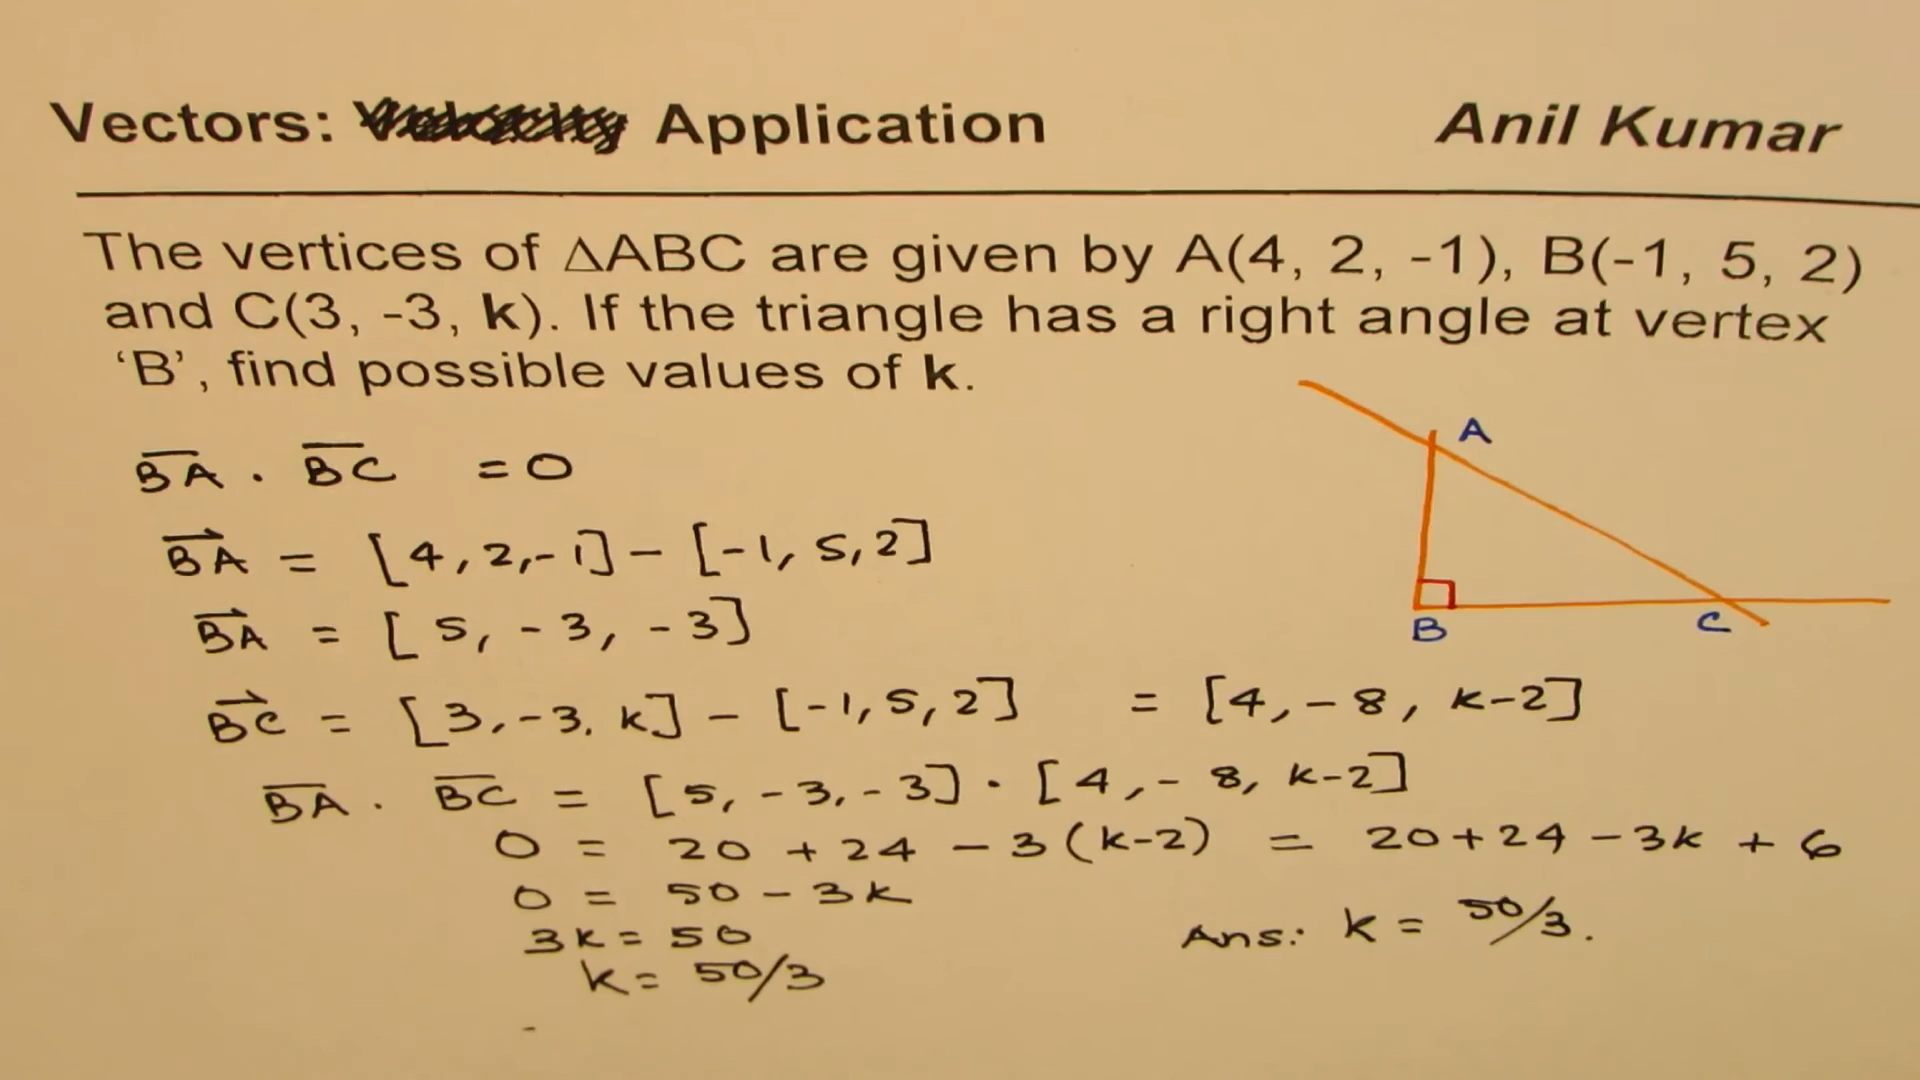 Vectors: Application
Anil Kumar
The vertices of ΔABC are given by A(4, 2, -1), B(-1, 5, 2)
and C(3, -3, k). If the triangle has a right angle at vertex
‘B’, find possible values of k.
BA . BC = 0
BA = [4, 2, -1] - [-1, 5, 2]
BA = [5, -3, -3]
BC = [3, -3, k] - [-1, 5, 2] = [4, -8, k-2]
BA . BC = [5, -3, -3] · [4, -8, k-2]
0 = 20 + 24 - 3(k-2) = 20+24-3k + 6
0 = 50 - 3k
3k = 50
k = 50/3
Ans: k = 50/3.
A
B
C